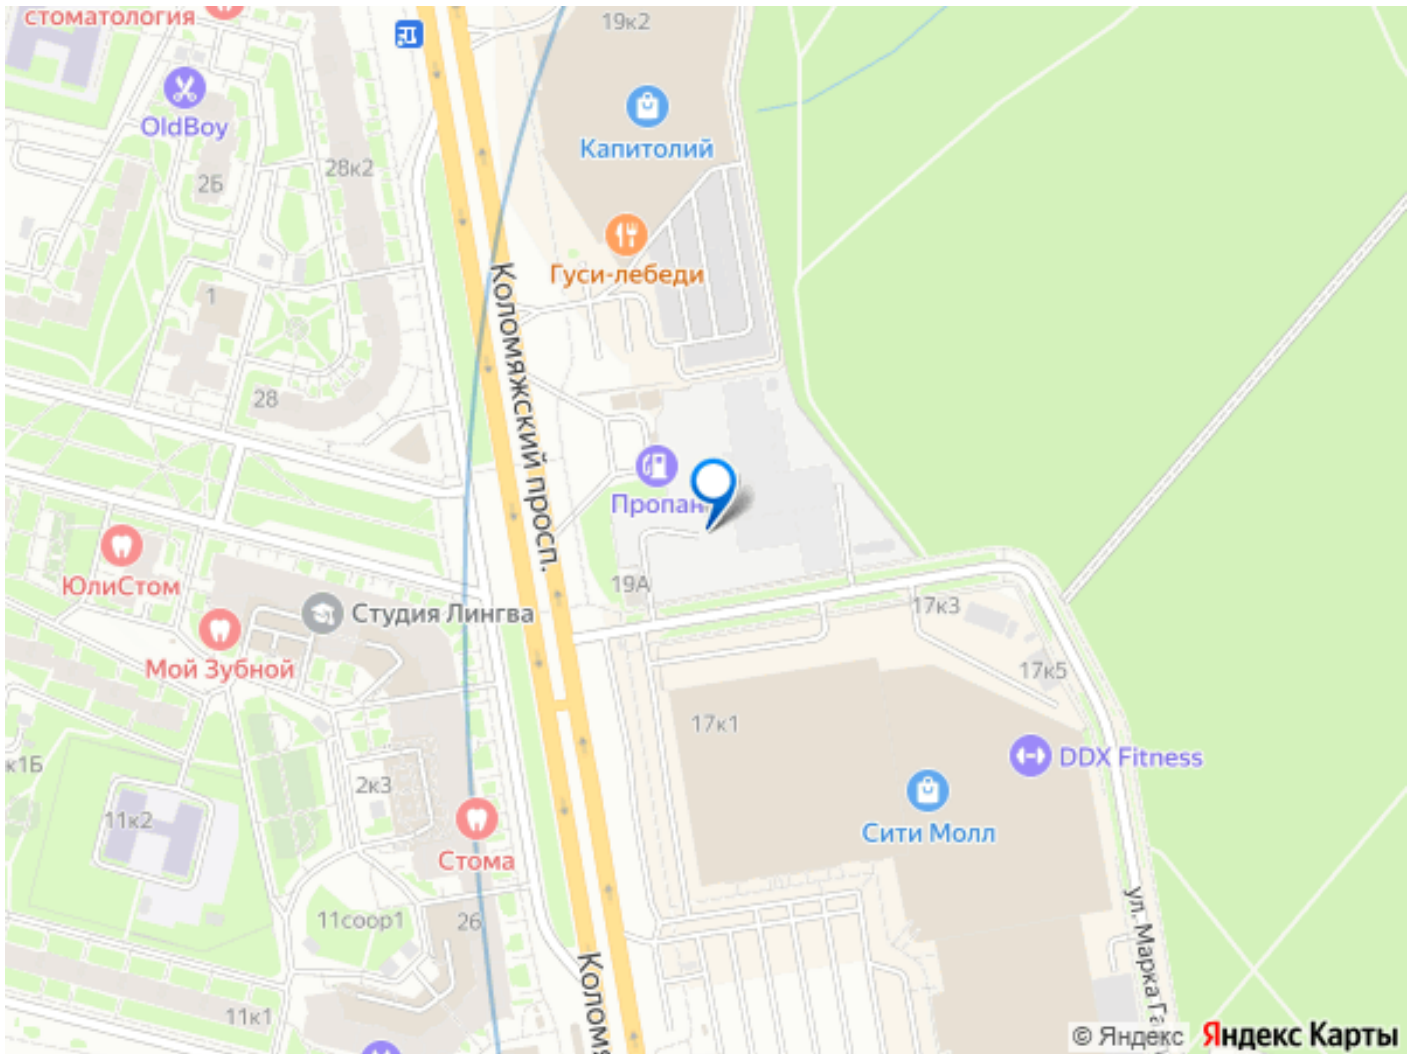 стоматология
19к2
OldBoy
Капитолий
28к2
2Б
Гуси-лебеди
1
Коломяжский просп.
28
Пропан
ЮлиСтом
19А
Студия Лингва
17к3
Мой Зубной
17к5
17к1
к1Б
2к3
DDX Fitness
11к2
Сити Молл
Стома
11соор1
26
ул. Марка Га
Колом
11к1
© Яндекс
Яндекс Карты